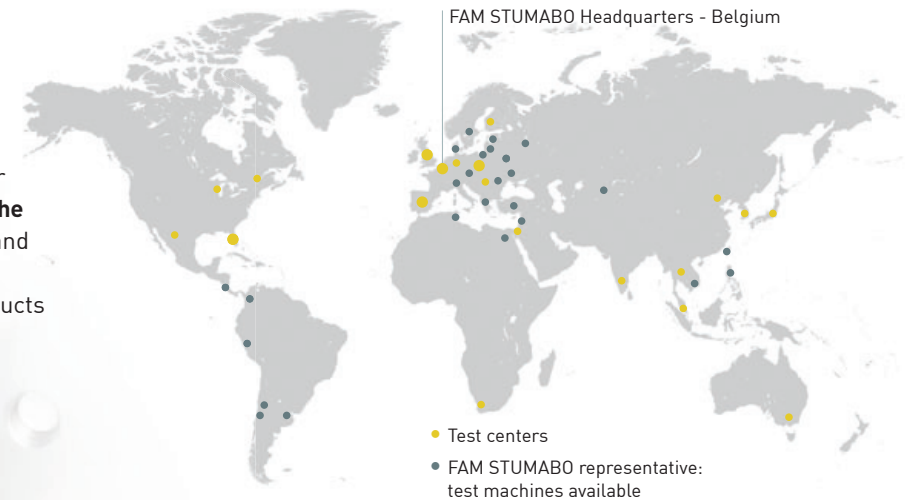 FAM STUMABO Headquarters - Belgium
r
he
nd
ucts
Test centers
FAM STUMABO representative:
test machines available